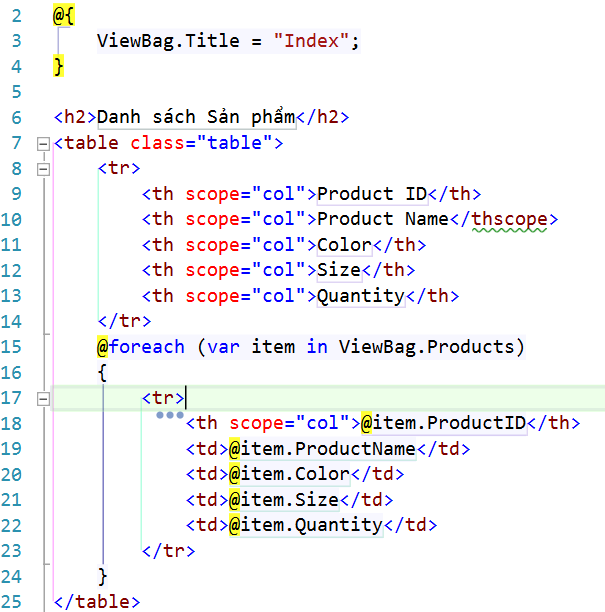 2 @{
3 ViewBag.Title = "Index";
4 }
5
6 <h2>Danh sách Sản phẩm</h2>
7 <table class="table">
8 <tr>
9 <th scope="col">Product ID</th>
10 <th scope="col">Product Name</thscope>
11 <th scope="col">Color</th>
12 <th scope="col">Size</th>
13 <th scope="col">Quantity</th>
14 </tr>
15 @foreach (var item in ViewBag.Products)
16 {
17 <tr>
18 <th scope="col">@item.ProductID</th>
19 <td>@item.ProductName</td>
20 <td>@item.Color</td>
21 <td>@item.Size</td>
22 <td>@item.Quantity</td>
23 </tr>
24 }
25 </table>